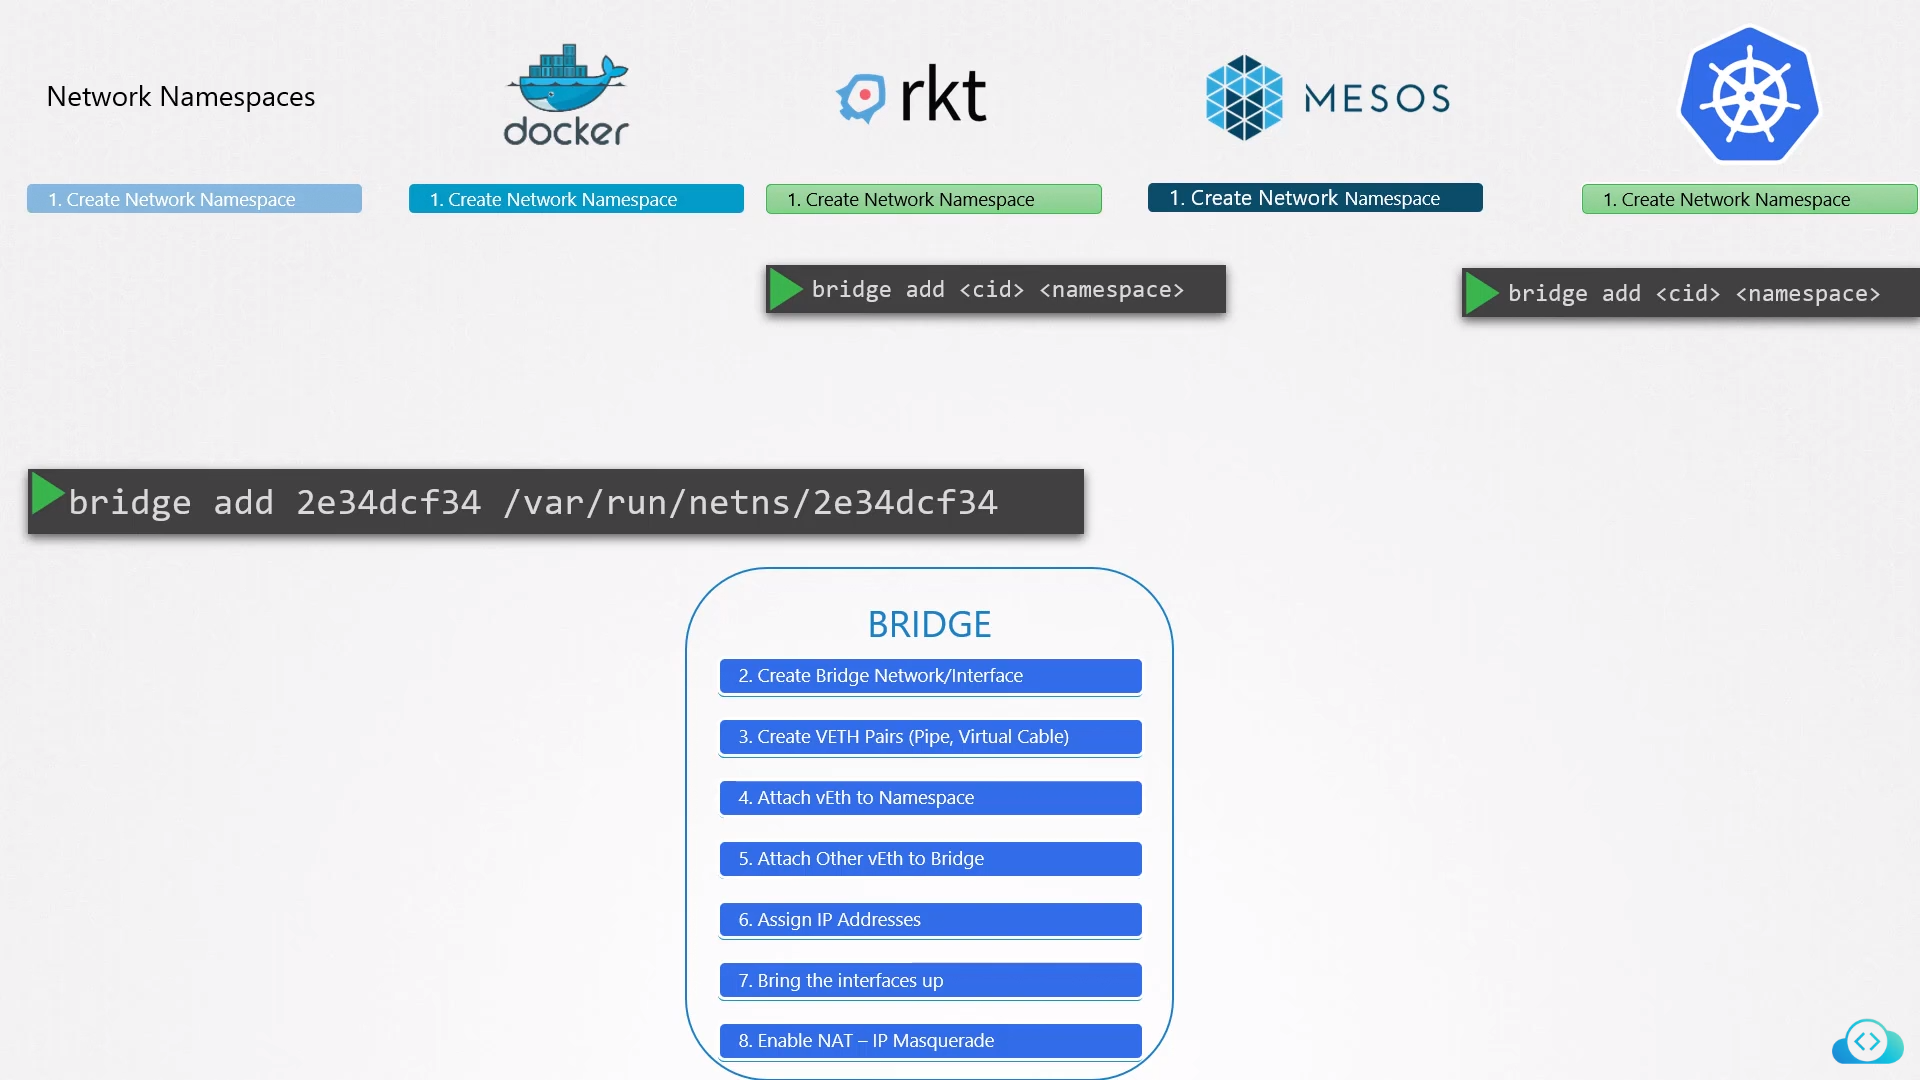 Network Namespaces
docker
rkt
MESOS
1. Create Network Namespace
1. Create Network Namespace
1. Create Network Namespace
1. Create Network Namespace
1. Create Network Namespace
bridge add <cid> <namespace>
bridge add <cid> <namespace>
bridge add 2e34dcf34 /var/run/netns/2e34dcf34
BRIDGE
2. Create Bridge Network/Interface
3. Create VETH Pairs (Pipe, Virtual Cable)
4. Attach vEth to Namespace
5. Attach Other vEth to Bridge
6. Assign IP Addresses
7. Bring the interfaces up
8. Enable NAT – IP Masquerade